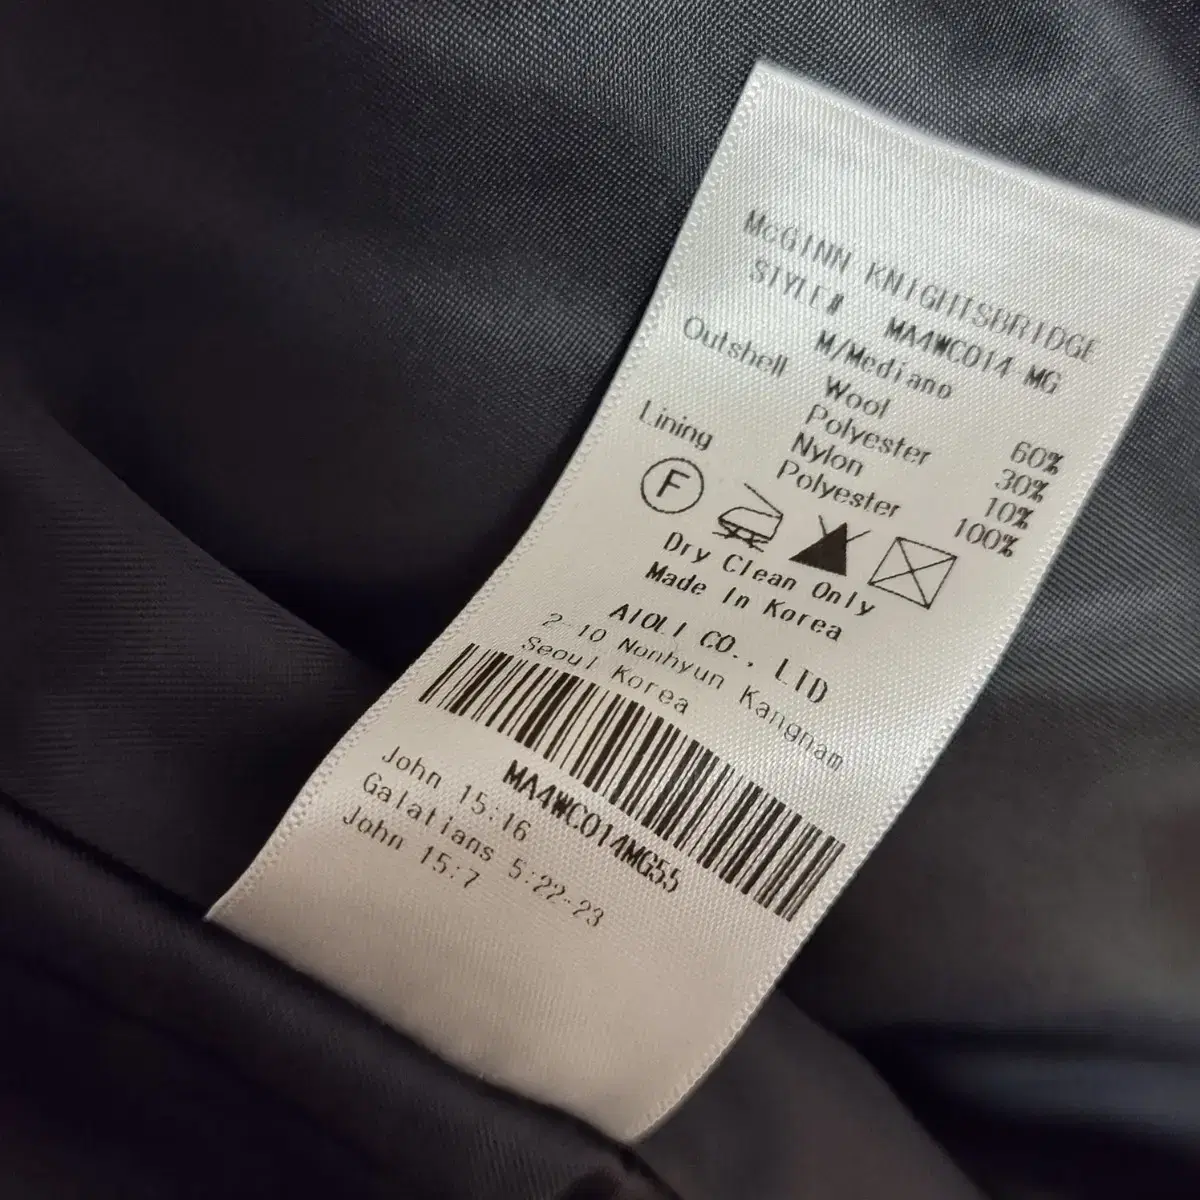 McGINN KNIGHTSBRIDGE
STYLE# MA4WC014 MG
M/Mediano
Outshell Wool 60%
Polyester 30%
Nylon 10%
Lining Polyester 100%
F
Dry Clean Only
Made In Korea
AIOLI CO., LTD
2-10 Nonhyun Kangnam
Seoul Korea
MA4WC014MG55
John 15:16
Galatians 5:22-23
John 15:7